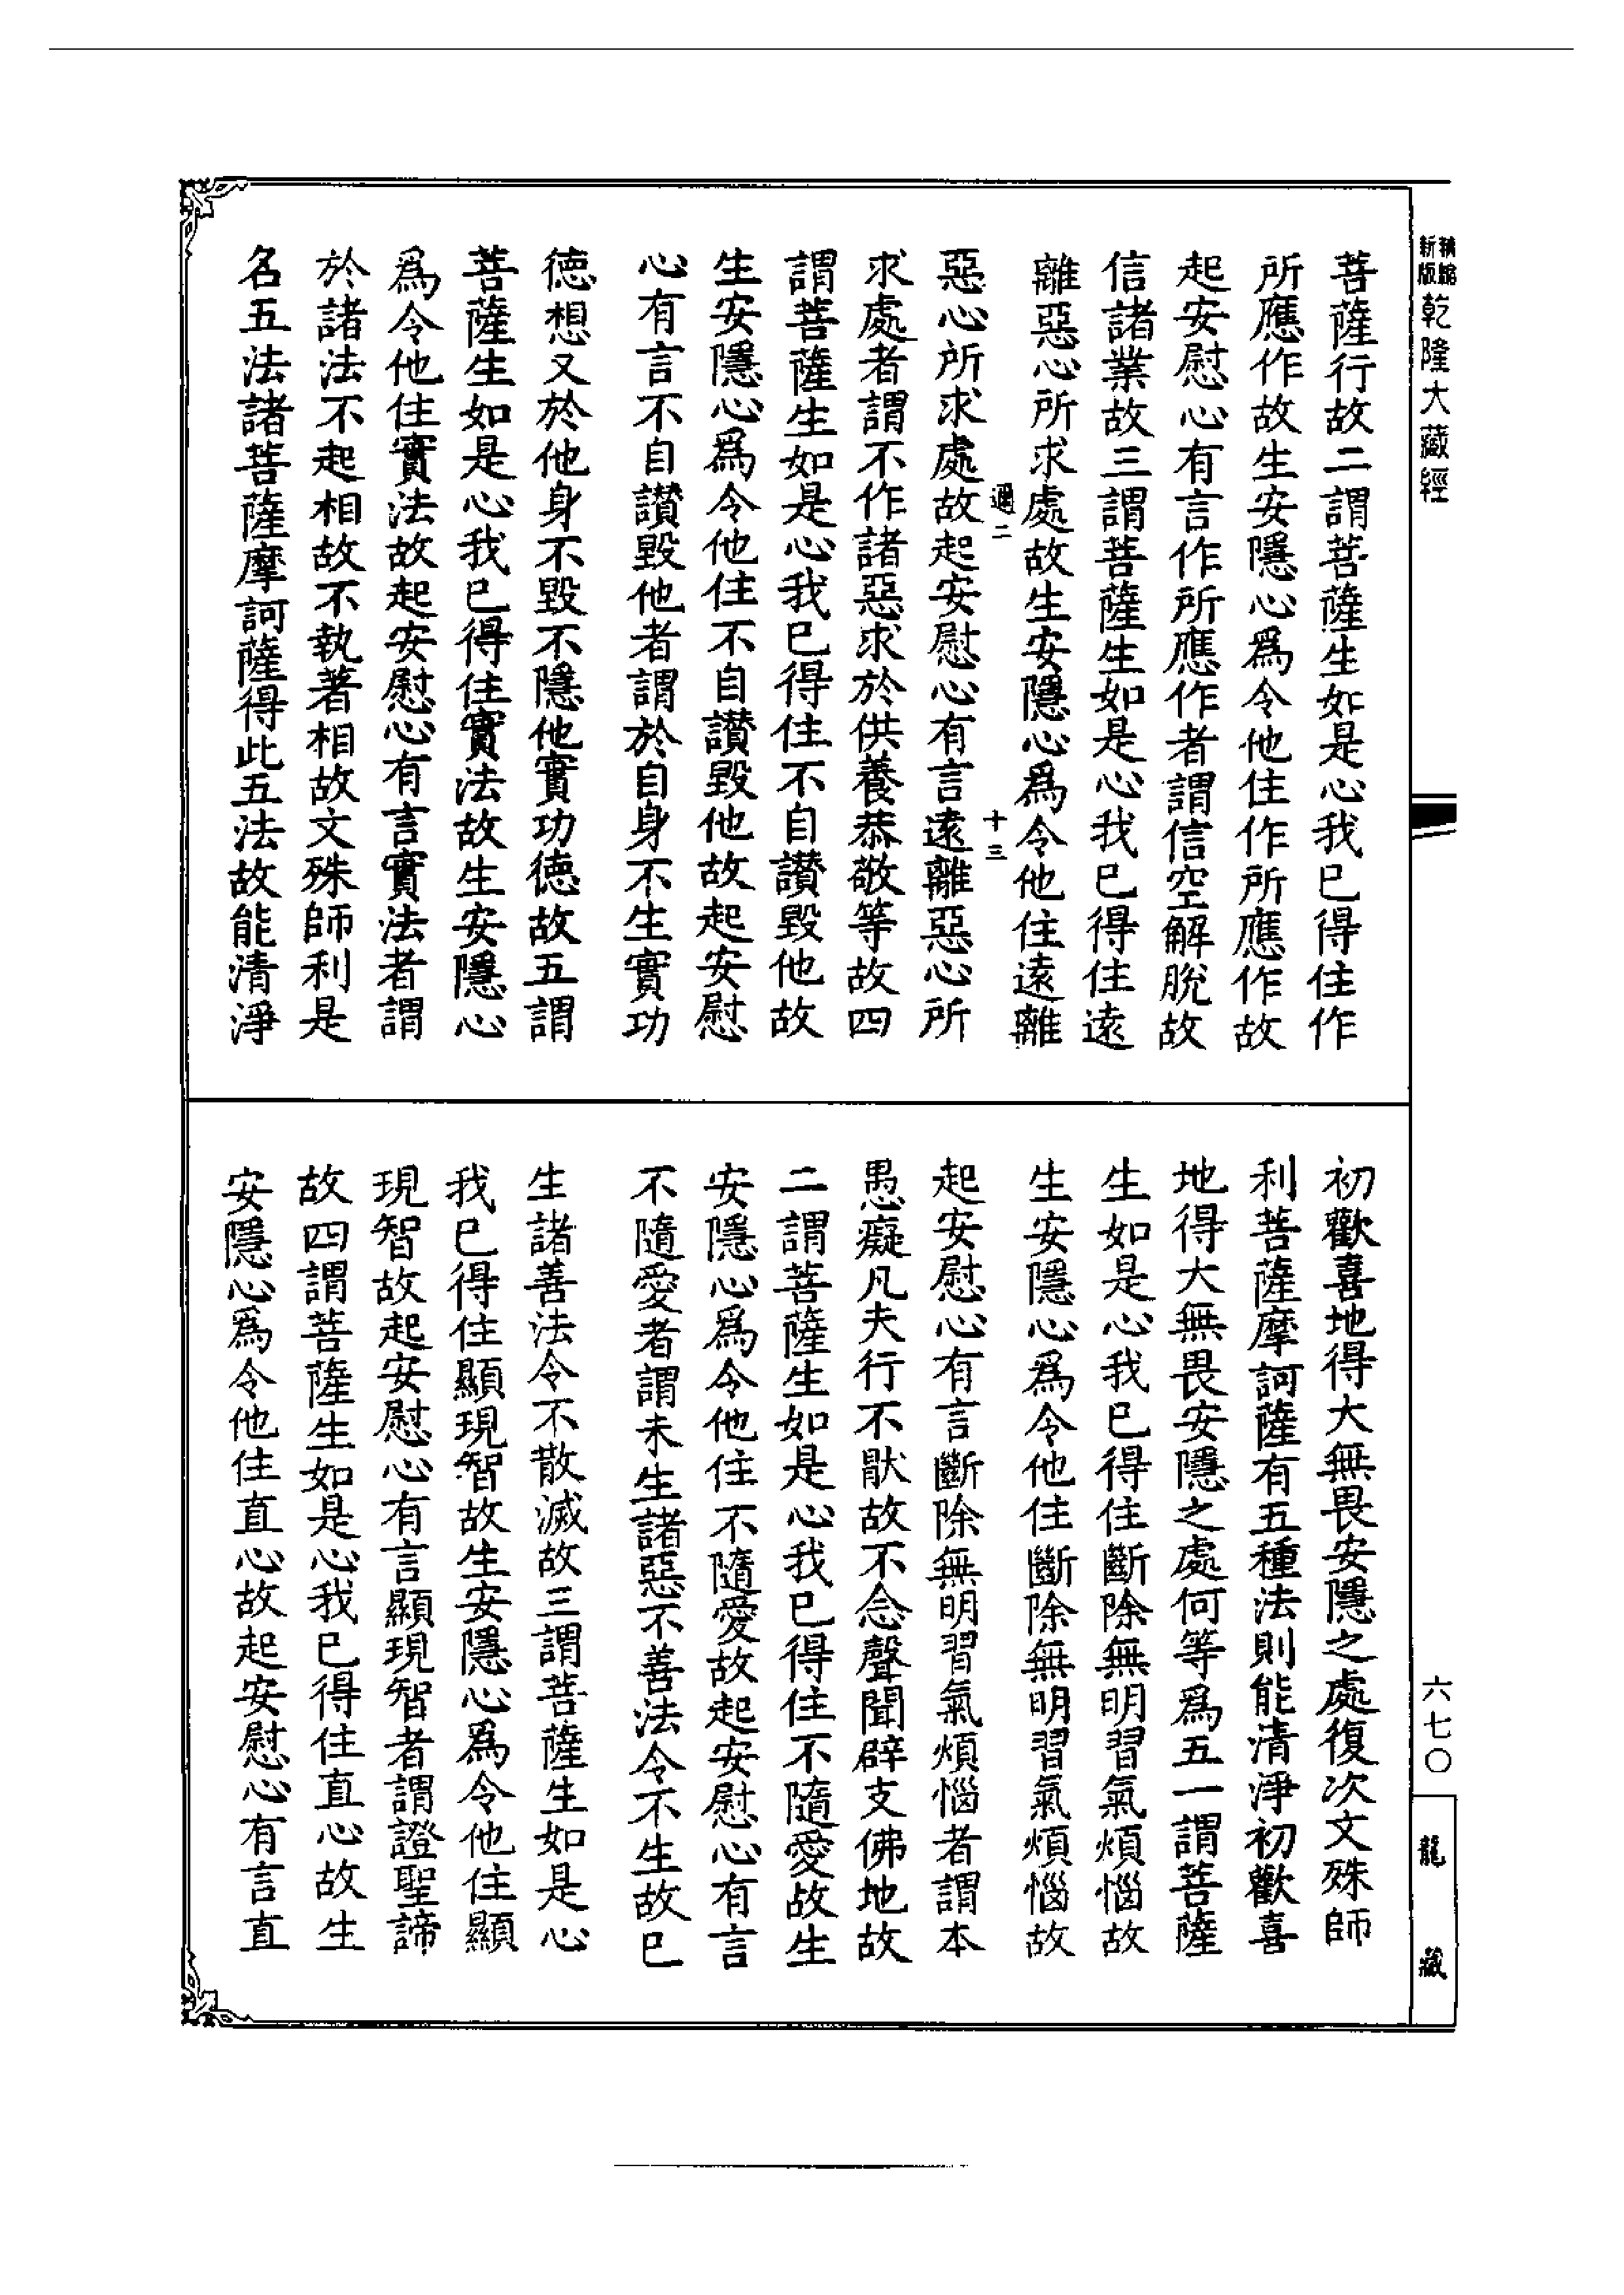 新版
乾隆大藏經
菩薩行故二謂菩薩生如是心我已得住作
所應作故生安隱心為令他住作所應作故
起安慰心有言作所應作者謂信空解脫故
信諸業故三謂菩薩生如是心我已得住遠
離惡心所求處故生安隱心為令他住遠離
週二
十三
惡心所求處故起安慰心有言遠離惡心所
求處者謂不作諸惡求於供養恭敬等故四
謂菩薩生如是心我已得住不自讃毀他故
生安隱心為令他住不自讃毀他故起安慰
心有言不自讃毀他者謂於自身不生實功
德想又於他身不毀不隱他實功德故五謂
菩薩生如是心我已得住實法故生安隱心
為令他住實法故起安慰心有言實法者謂
於諸法不起相故不執著相故文殊師利是
名五法諸菩薩摩訶薩得此五法故能清淨
初歡喜地得大無畏安隱之處復次文殊師
利菩薩摩訶薩有五種法則能清淨初歡喜
地得大無畏安隱之處何等為五一謂菩薩
生如是心我已得住斷除無明習氣煩惱故
生安隱心為令他住斷除無明習氣煩惱故
起安慰心有言斷除無明習氣煩惱者謂本
愚癡凡夫行不猒故不念聲聞辟支佛地故
二謂菩薩生如是心我已得住不隨愛故生
安隱心為令他住不隨愛故起安慰心有言
不隨愛者謂未生諸惡不善法令不生故已
生諸善法令不散滅故三謂菩薩生如是心
我已得住顯現智故生安隱心為令他住顯
現智故起安慰心有言顯現智者謂證聖諦
故四謂菩薩生如是心我已得住直心故生
安隱心為令他住直心故起安慰心有言直
六七〇
龍藏